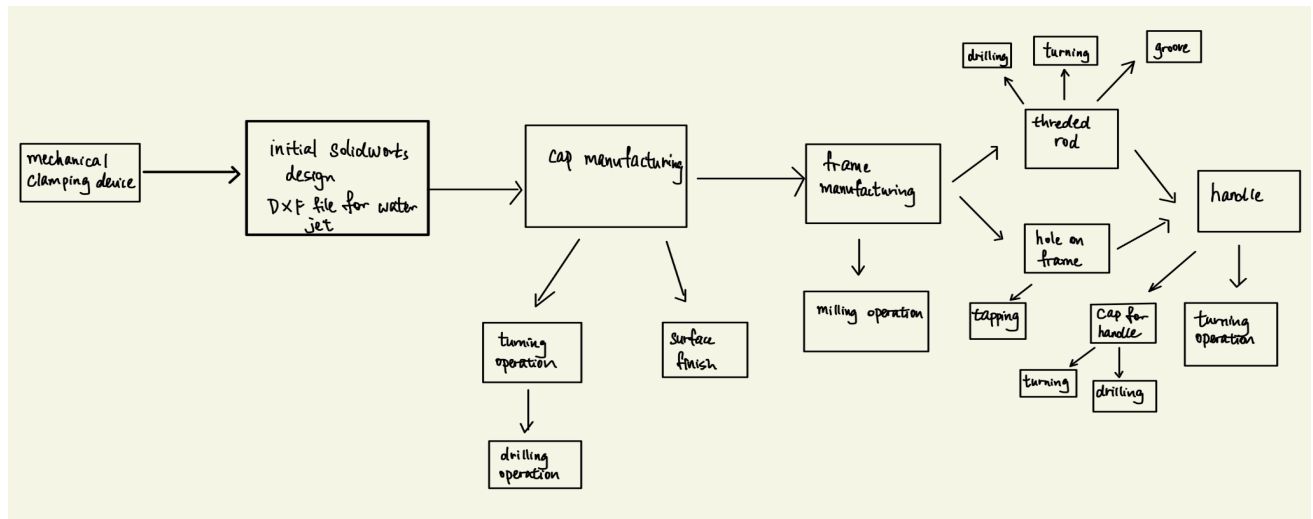 mechanical
clamping device
initial Solidworks
design
DXF file for water
jet
cap manufacturing
turning
operation
drilling
operation
surface
finish
frame
manufacturing
milling operation
drilling
turning
groove
threded
rod
hole on
frame
tapping
handle
cap for
handle
turning
drilling
turning
operation